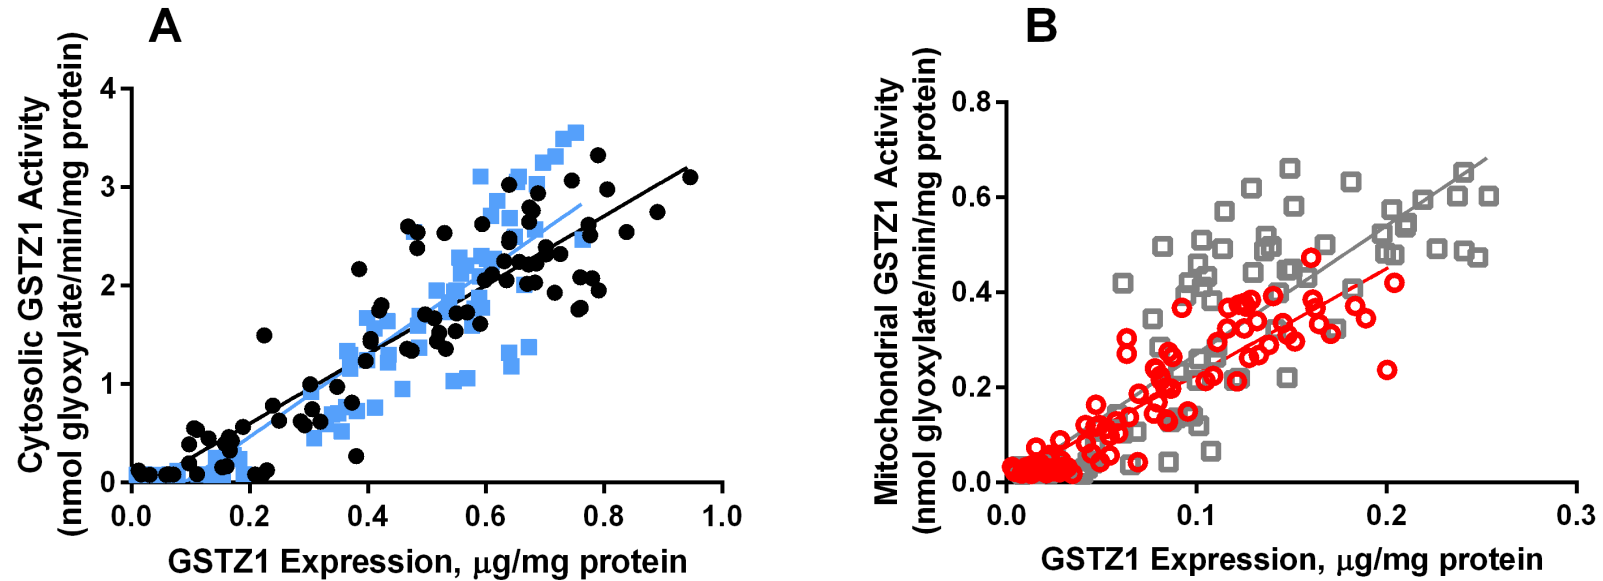 A
Cytosolic GSTZ1 Activity
(nmol glyoxylate/min/mg protein)
4
3
2
1
0
0.0 0.2 0.4 0.6 0.8 1.0
GSTZ1 Expression, μg/mg protein
B
Mitochondrial GSTZ1 Activity
(nmol glyoxylate/min/mg protein)
0.8
0.6
0.4
0.2
0.0
0.0 0.1 0.2 0.3
GSTZ1 Expression, μg/mg protein